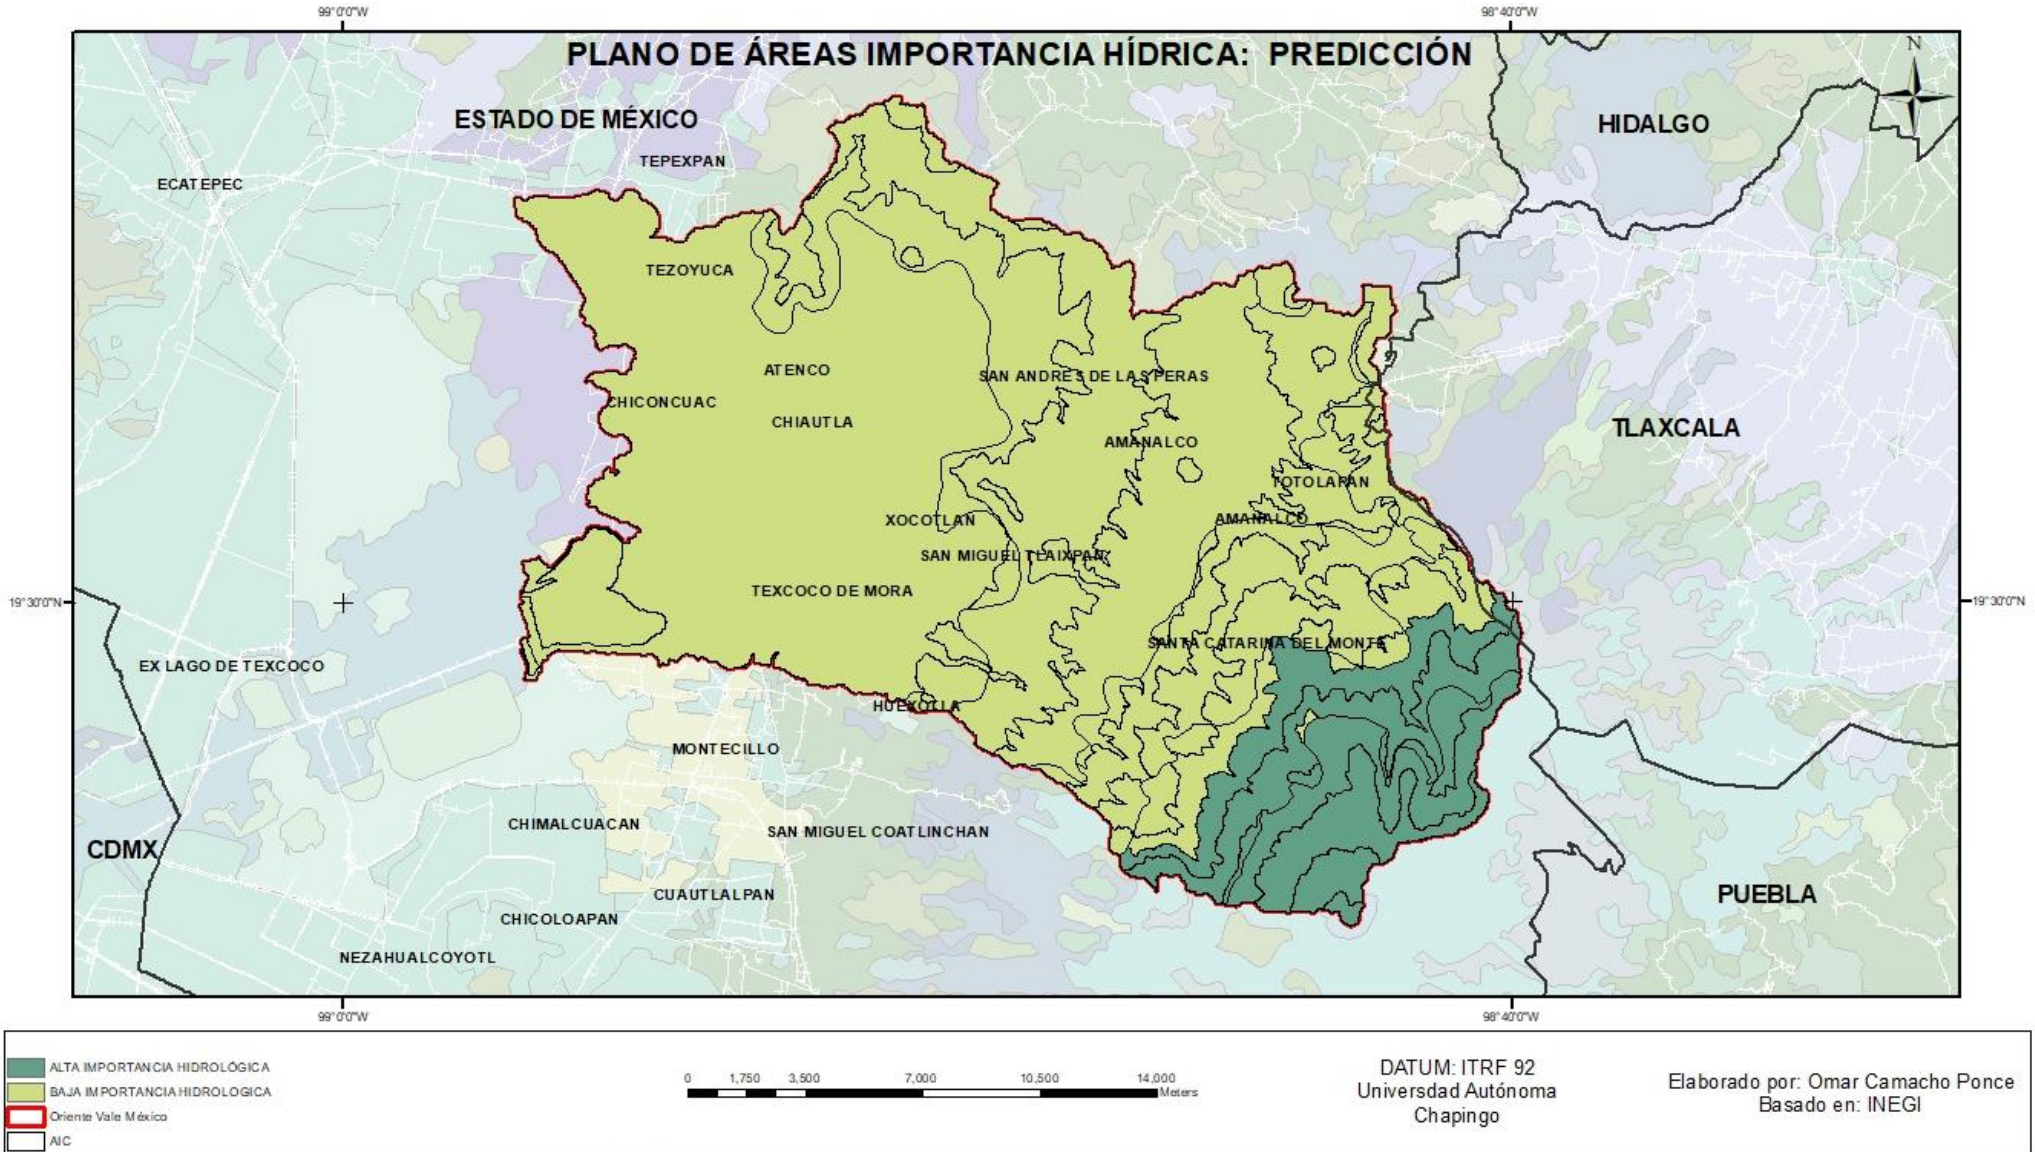 99°0'0"W
98°40'0"W
PLANO DE ÁREAS IMPORTANCIA HÍDRICA: PREDICCIÓN
N
ESTADO DE MÉXICO
HIDALGO
TEPEXPAN
ECATEPEC
TEZOYUCA
ATENCO
SAN ANDRES DE LAS PERAS
CHICONCUAC
CHIAUTLA
TLAXCALA
AMANALCO
TOTOLAPAN
XOCOTLAN
AMANALCO
SAN MIGUEL TLAIXPAN
TEXCOCO DE MORA
19°30'0"N
19°30'0"N
SANTA CATARINA DEL MONTE
EX LAGO DE TEXCOCO
HUEXOTLA
MONTECILLO
CHIMALCUACAN
SAN MIGUEL COATLINCHAN
CDMX
CUAUTLALPAN
PUEBLA
CHICOLOAPAN
NEZAHUALCOYOTL
99°0'0"W
98°40'0"W
ALTA IMPORTANCIA HIDROLÓGICA
BAJA IMPORTANCIA HIDROLOGICA
Oriente Vale México
AIC
0 1,750 3,500 7,000 10,500 14,000
Meters
DATUM: ITRF 92
Universdad Autónoma
Chapingo
Elaborado por: Omar Camacho Ponce
Basado en: INEGI